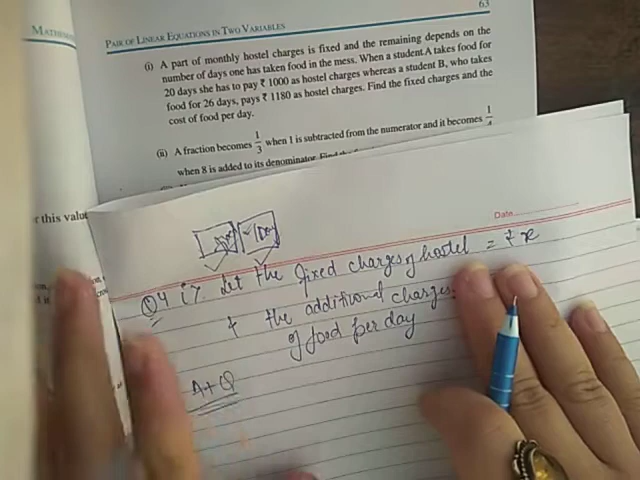 63
PAIR OF LINEAR EQUATIONS IN TWO VARIABLES
(i) A part of monthly hostel charges is fixed and the remaining depends on the
number of days one has taken food in the mess. When a student A takes food for
20 days she has to pay ₹ 1000 as hostel charges whereas a student B, who takes
food for 26 days, pays ₹ 1180 as hostel charges. Find the fixed charges and the
cost of food per day.
(ii) A fraction becomes 1/3 when 1 is subtracted from the numerator and it becomes 1/4
when 8 is added to its denominator.
r this value
Date
Q4 i) Let the fixed charges of hostel = ₹ x
+ the additional charges
of food per day
A+Q